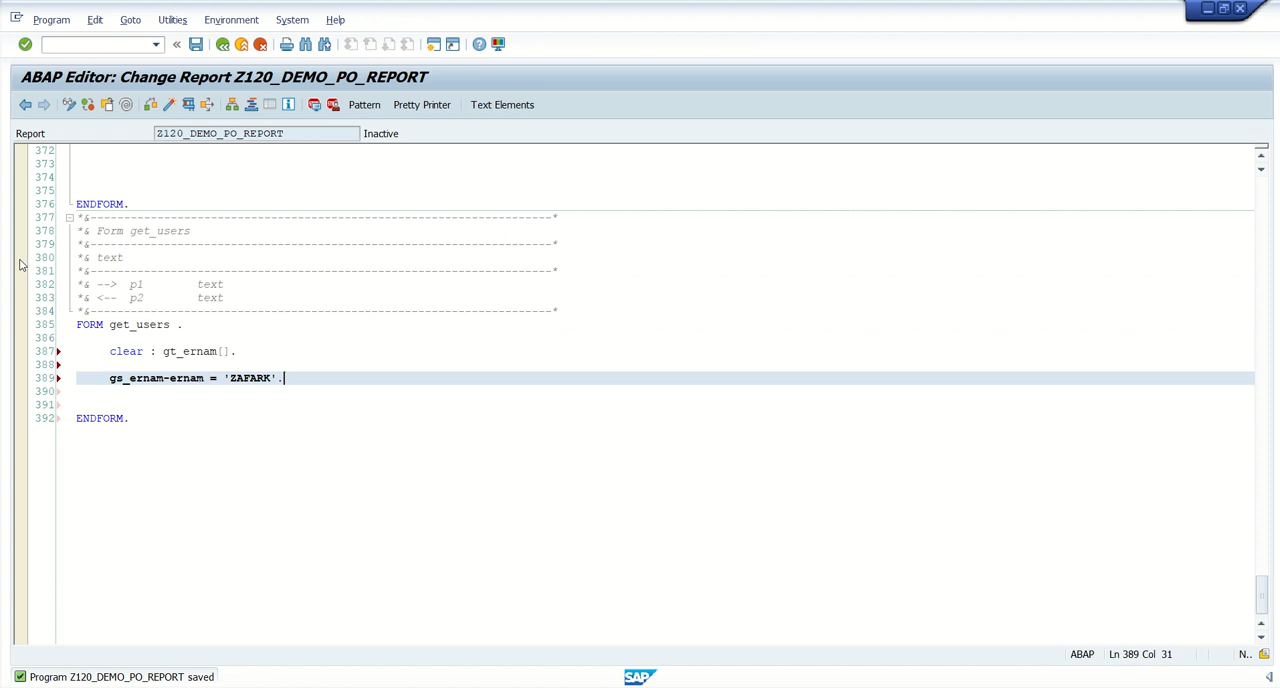 Program Edit Goto Utilities Environment System Help
ABAP Editor: Change Report Z120_DEMO_PO_REPORT
Pattern Pretty Printer Text Elements
Report Z120_DEMO_PO_REPORT Inactive
372
373
374
375
376 ENDFORM.
377 *&---------------------------------------------------------------------*
378 *& Form get_users
379 *&---------------------------------------------------------------------*
380 *& text
381 *&---------------------------------------------------------------------*
382 *& --> p1 text
383 *& <-- p2 text
384 *&---------------------------------------------------------------------*
385 FORM get_users .
386
387 clear : gt_ernam[].
388
389 gs_ernam-ernam = 'ZAFARK'.
390
391
392 ENDFORM.
ABAP Ln 389 Col 31 N..
Program Z120_DEMO_PO_REPORT saved
SAP